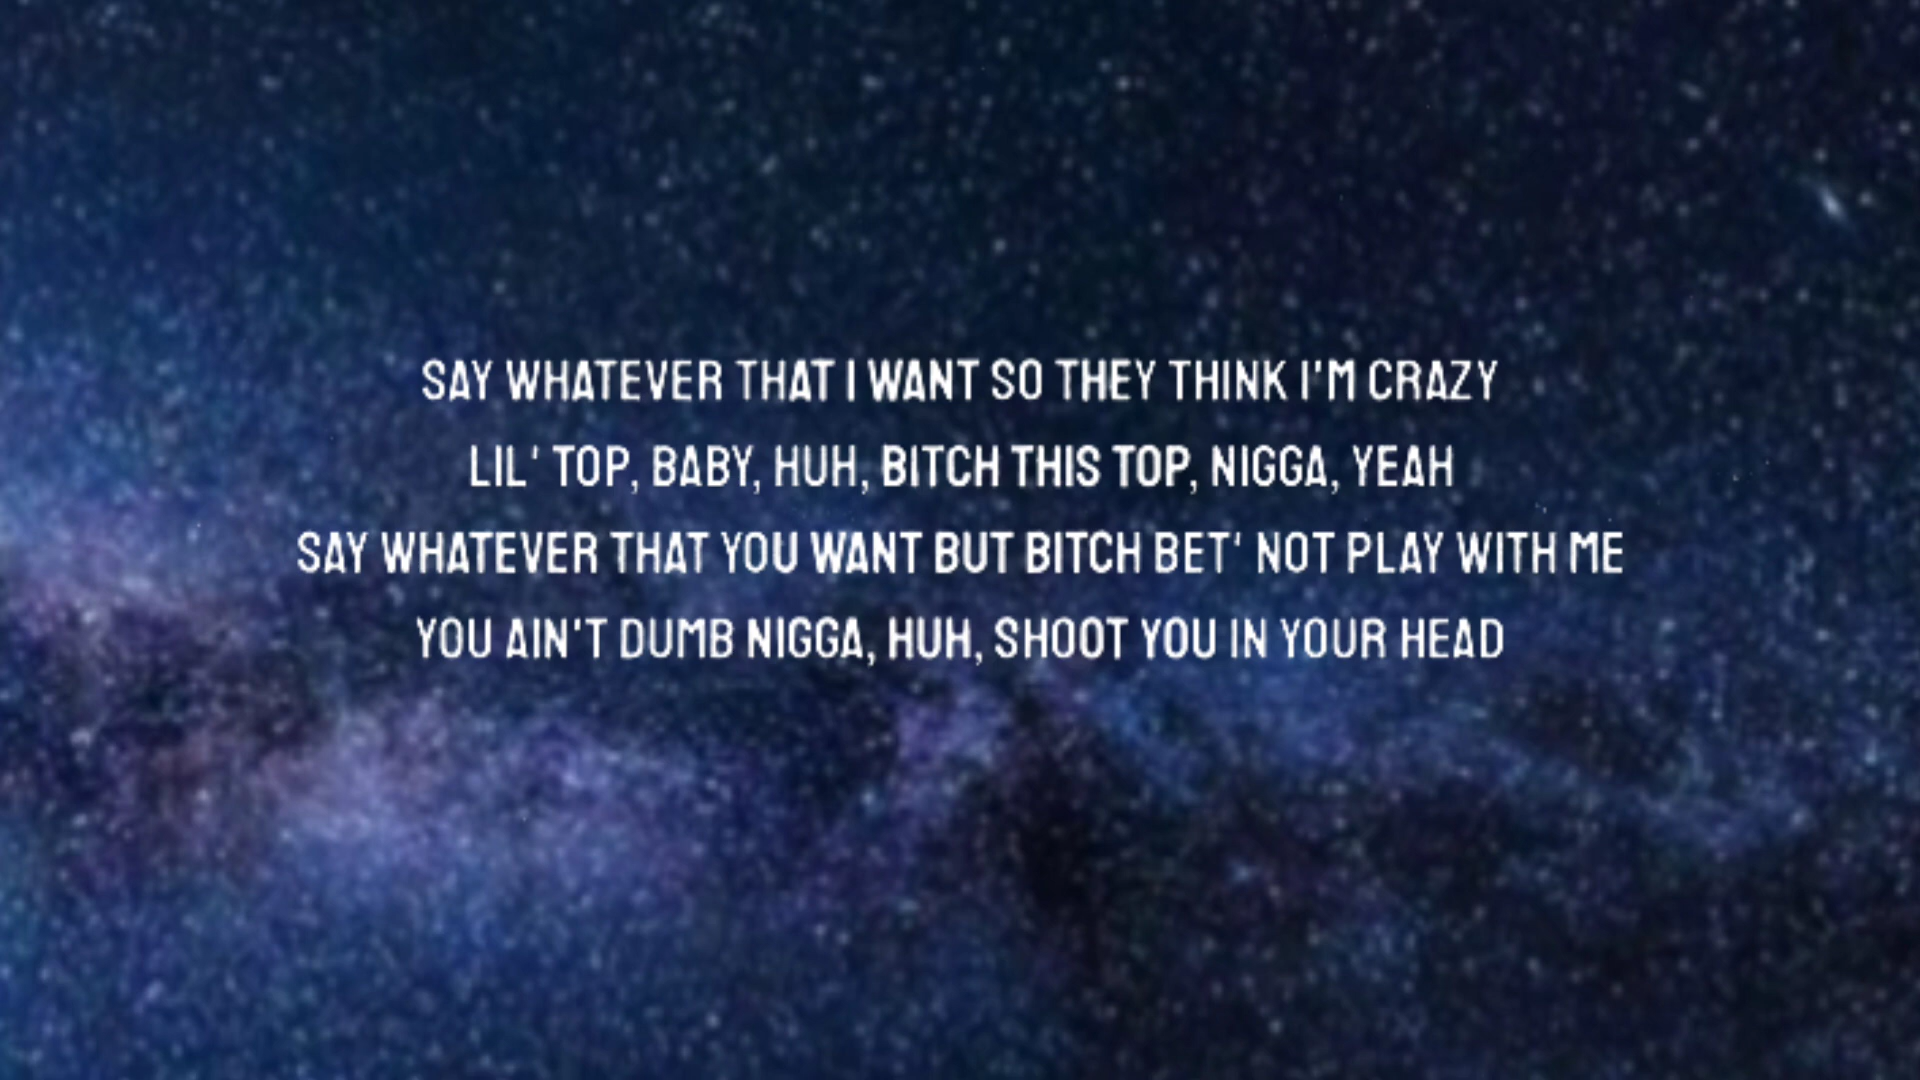 SAY WHATEVER THAT I WANT SO THEY THINK I'M CRAZY
LIL' TOP, BABY, HUH, BITCH THIS TOP, NIGGA, YEAH
SAY WHATEVER THAT YOU WANT BUT BITCH BET' NOT PLAY WITH ME
YOU AIN'T DUMB NIGGA, HUH, SHOOT YOU IN YOUR HEAD